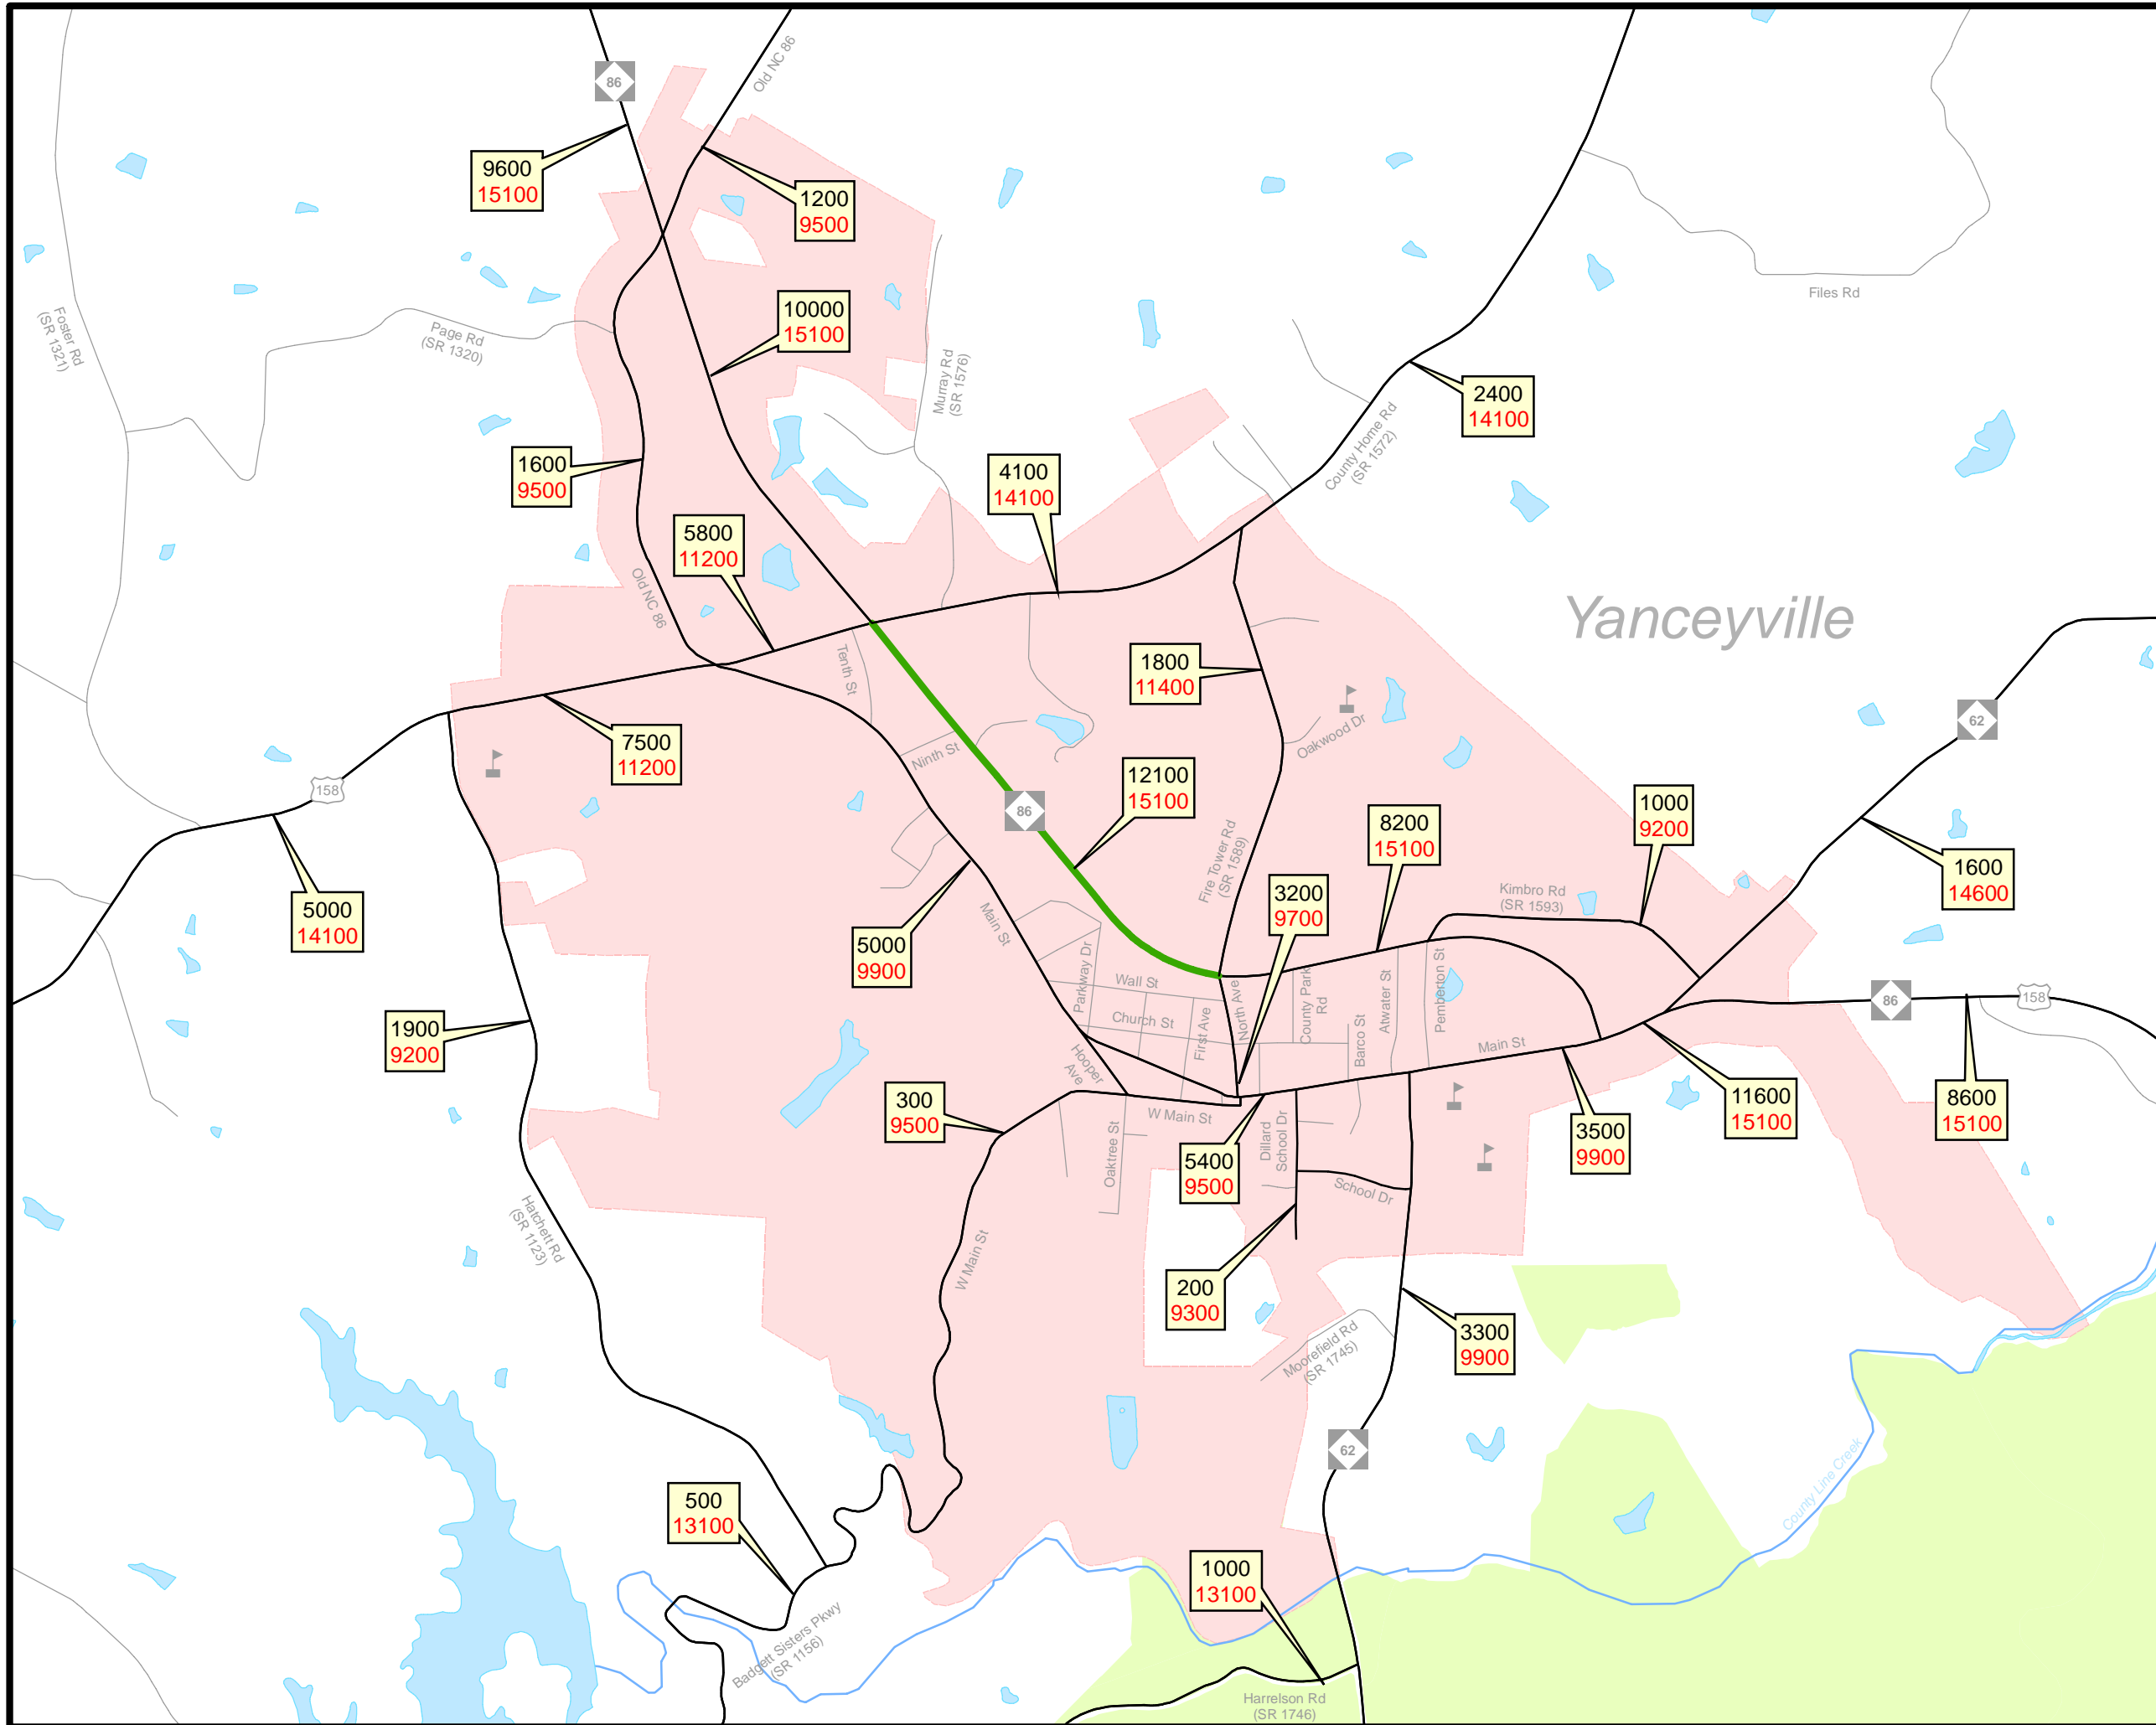 86
Old NC 86
9600
15100
1200
9500
10000
15100
Files Rd
Foster Rd
(SR 1321)
Page Rd
(SR 1320)
Murray Rd
(SR 1576)
2400
14100
County Home Rd
(SR 1572)
1600
9500
4100
14100
5800
11200
Old NC 86
Yanceyville
Tenth St
1800
11400
62
7500
11200
Ninth St
Oakwood Dr
158
12100
15100
86
8200
15100
1000
9200
Fire Tower Rd
(SR 1589)
1600
14600
5000
14100
3200
9700
Kimbro Rd
(SR 1593)
5000
9900
Main St
Parkway Dr
Wall St
North Ave
County Park
Rd
Atwater St
Pemberton St
86
158
1900
9200
Church St
First Ave
Barco St
Main St
Hooper
Ave
300
9500
W Main St
11600
15100
8600
15100
3500
9900
Oaktree St
5400
9500
Dillard
School Dr
School Dr
Hatchett Rd
(SR 1123)
W Main St
200
9300
Moorefield Rd
(SR 1745)
3300
9900
62
County Line Creek
500
13100
1000
13100
Badgett Sisters Pkwy
(SR 1156)
Harrelson Rd
(SR 1746)